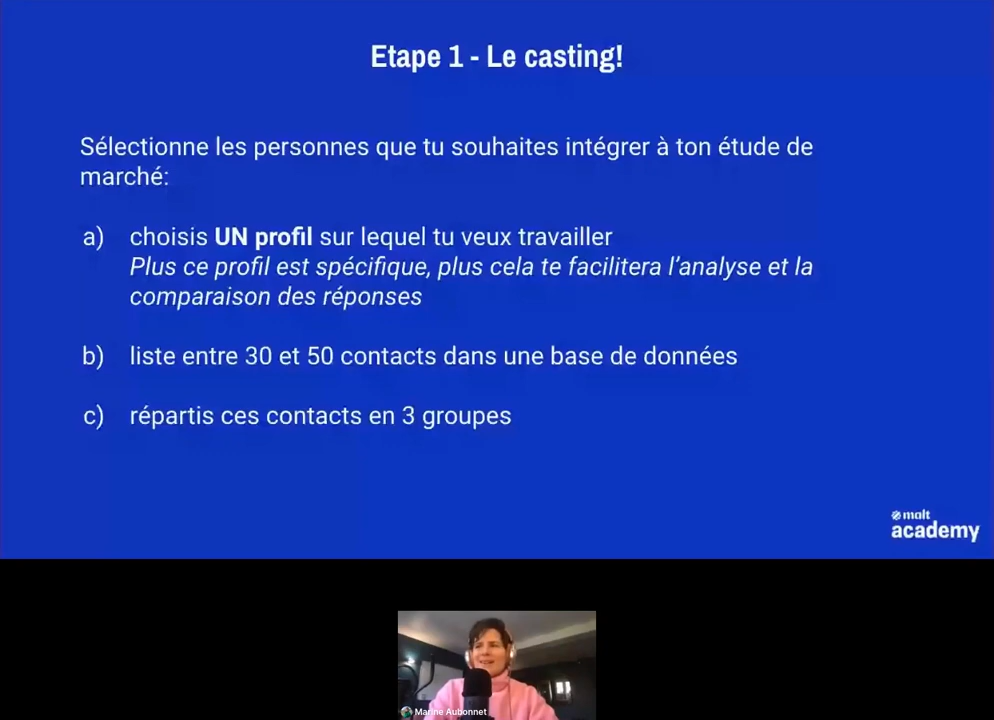 Etape 1 - Le casting!
Sélectionne les personnes que tu souhaites intégrer à ton étude de
marché:
a) choisis UN profil sur lequel tu veux travailler
Plus ce profil est spécifique, plus cela te facilitera l'analyse et la
comparaison des réponses
b) liste entre 30 et 50 contacts dans une base de données
c) répartis ces contacts en 3 groupes
malt
academy
Marine Aubonnet